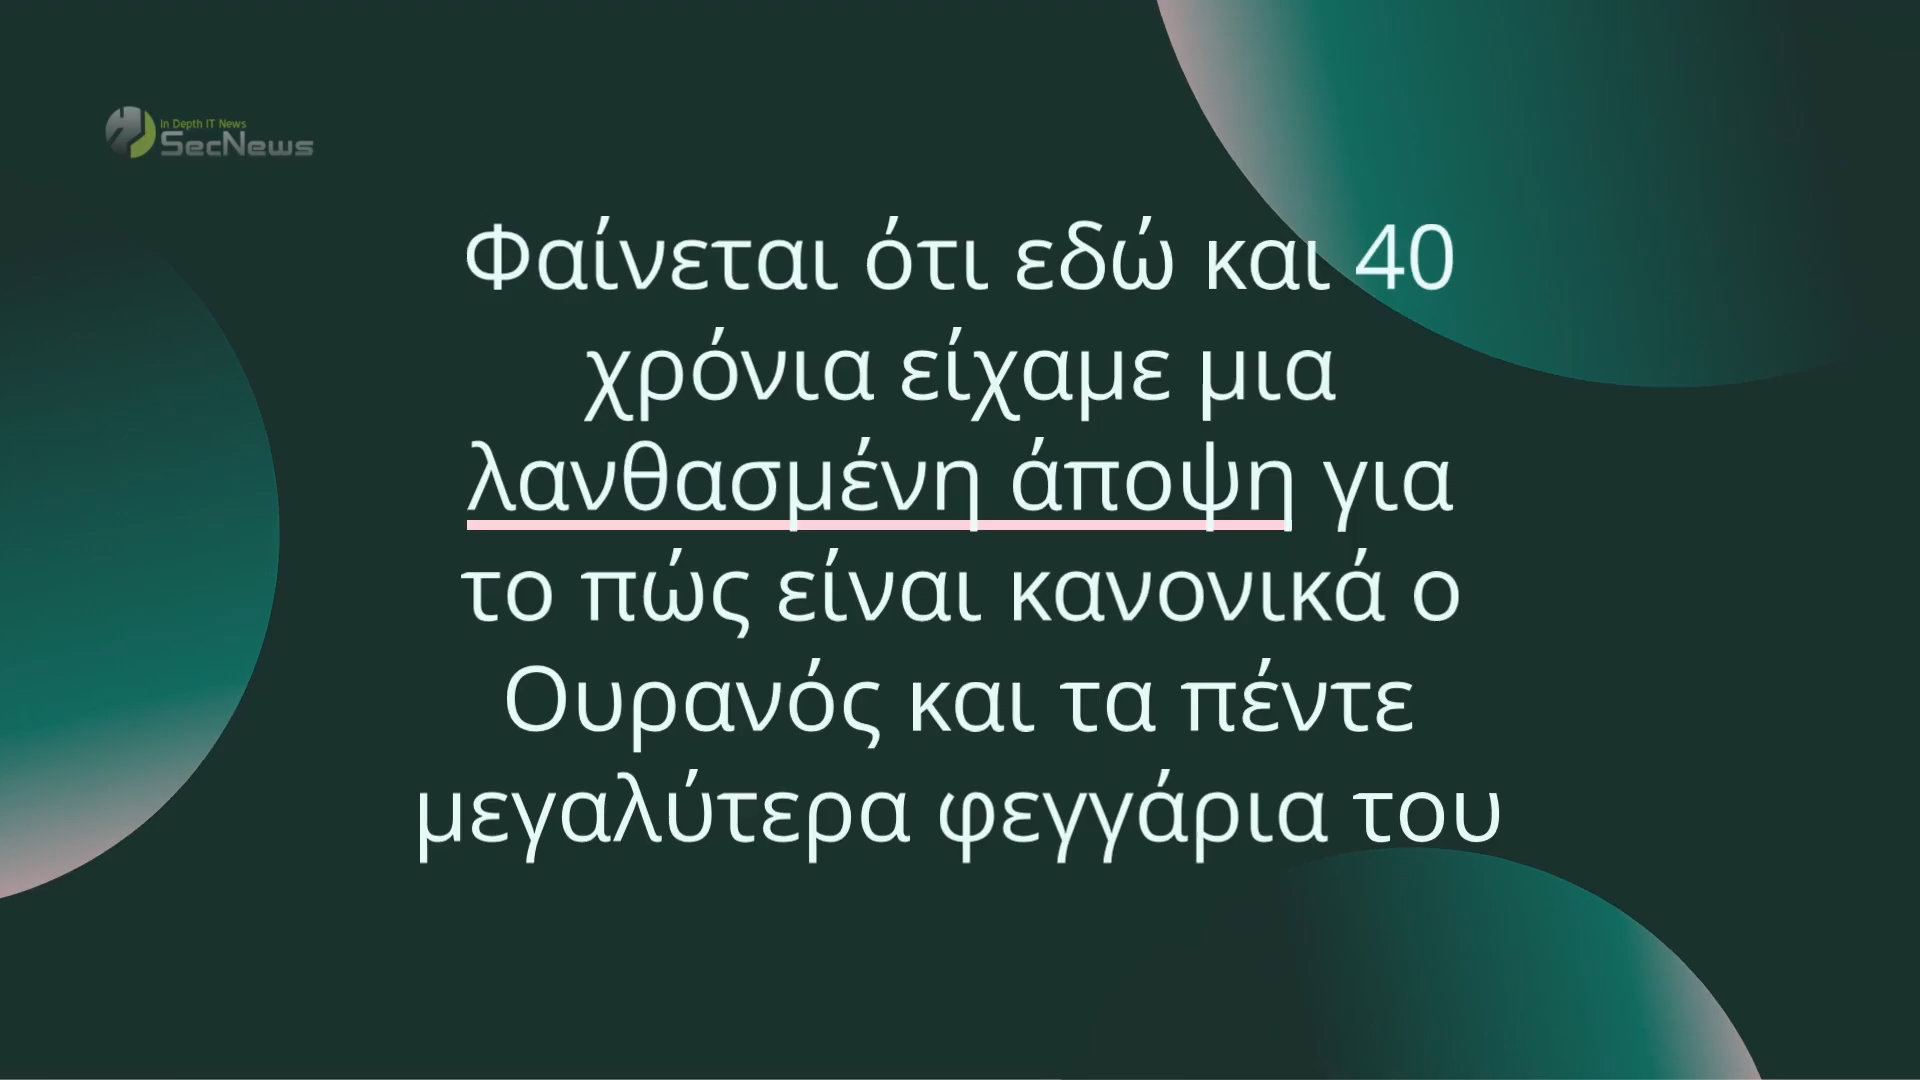 In Depth IT News
SecNews
Φαίνεται ότι εδώ και 40
χρόνια είχαμε μια
λανθασμένη άποψη για
το πώς είναι κανονικά ο
Ουρανός και τα πέντε
μεγαλύτερα φεγγάρια του